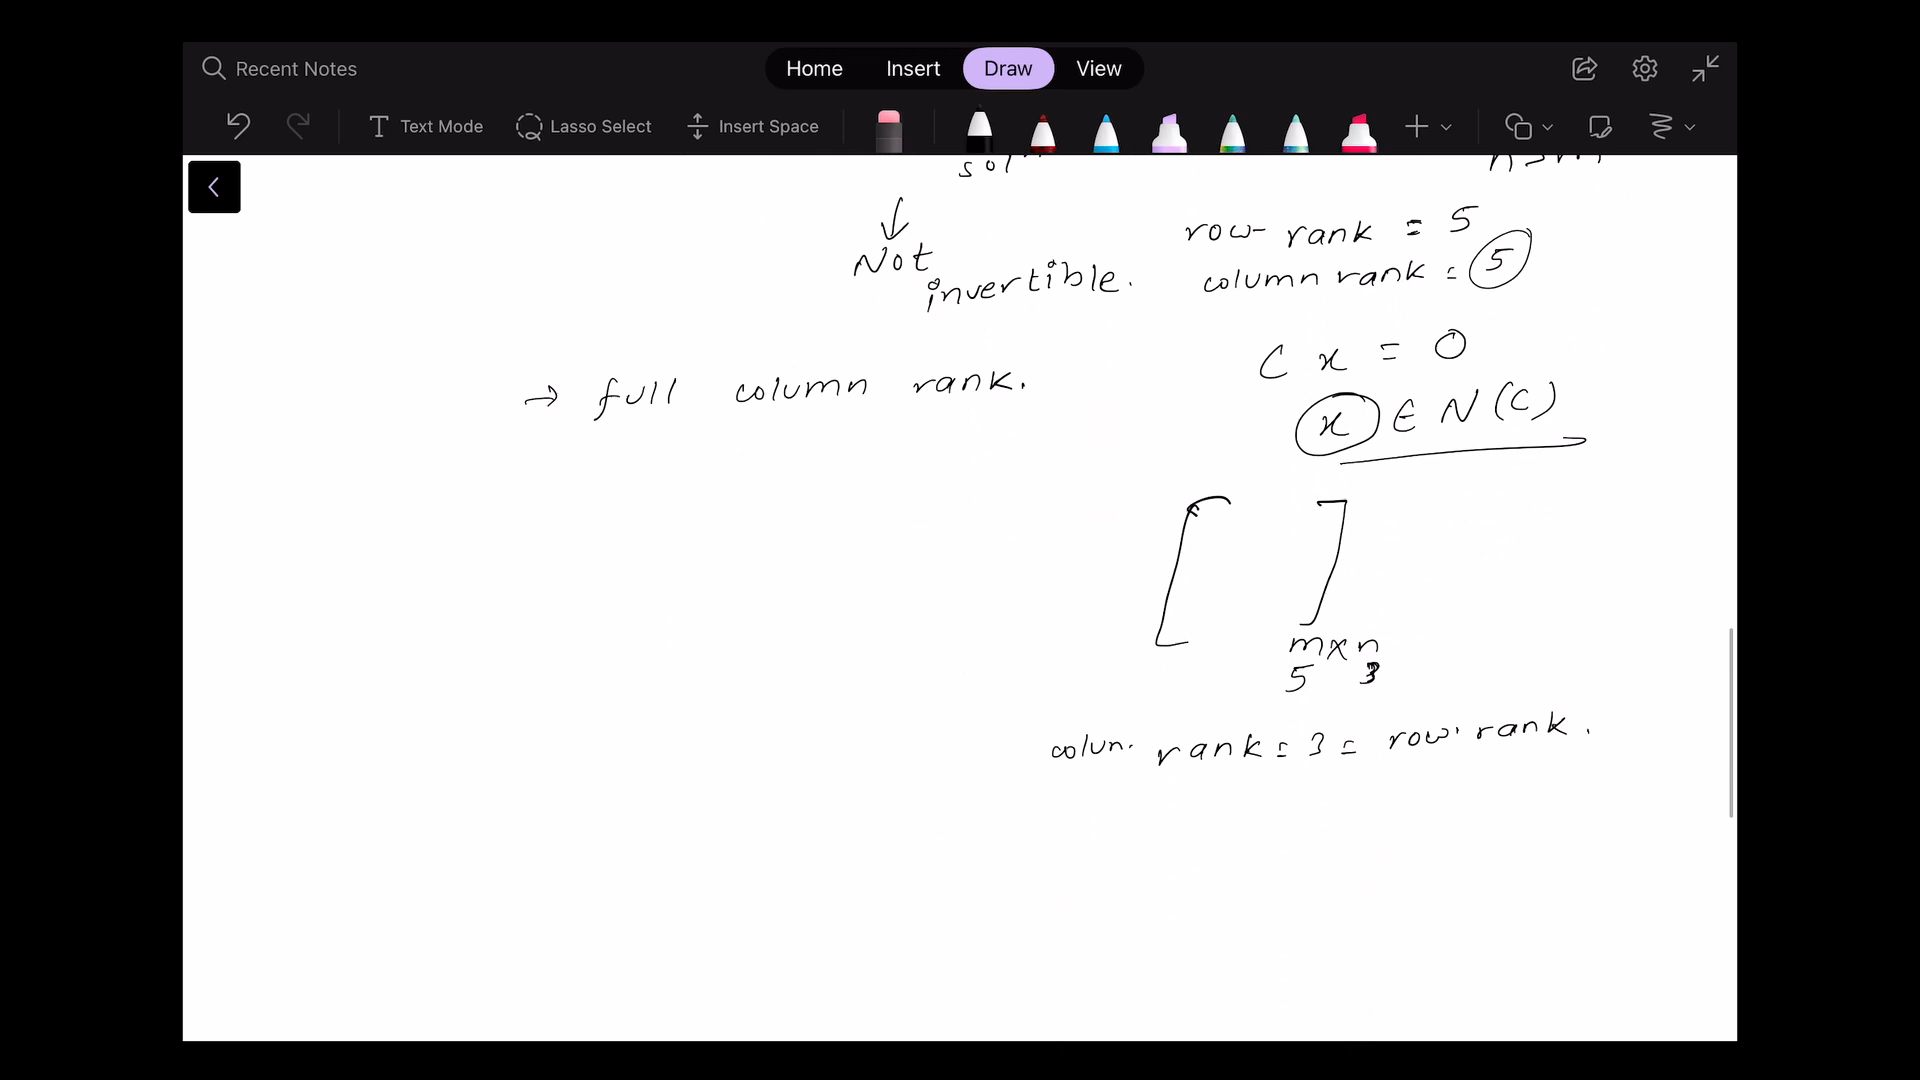 Recent Notes
Home Insert Draw View
Text Mode Lasso Select Insert Space
row- rank = 5
column rank = 5
Not
invertible.
C x = 0
→ full column rank.
x ∈ N(C)
[ ]
m x n
5 3
colun. rank = 3 = row. rank.